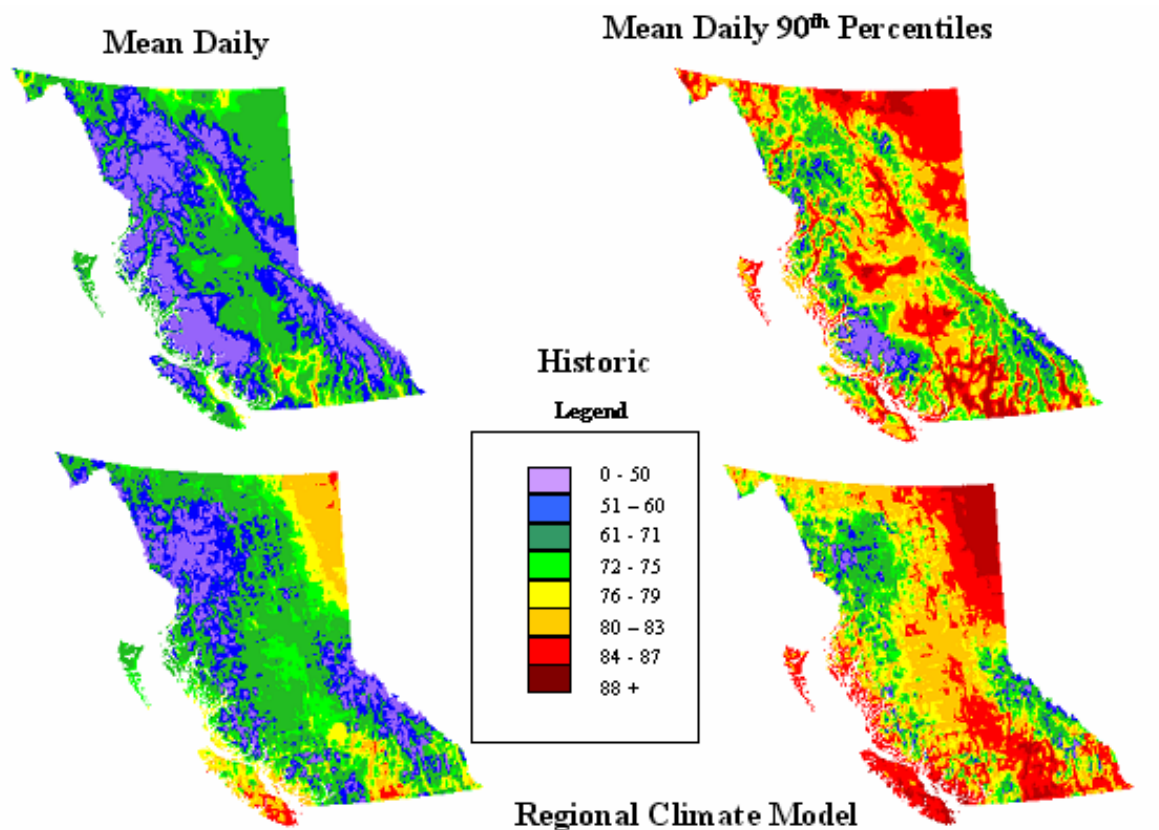 Mean Daily
Mean Daily 90th Percentiles
Historic
Legend
0 - 50
51 – 60
61 - 71
72 - 75
76 - 79
80 – 83
84 - 87
88 +
Regional Climate Model